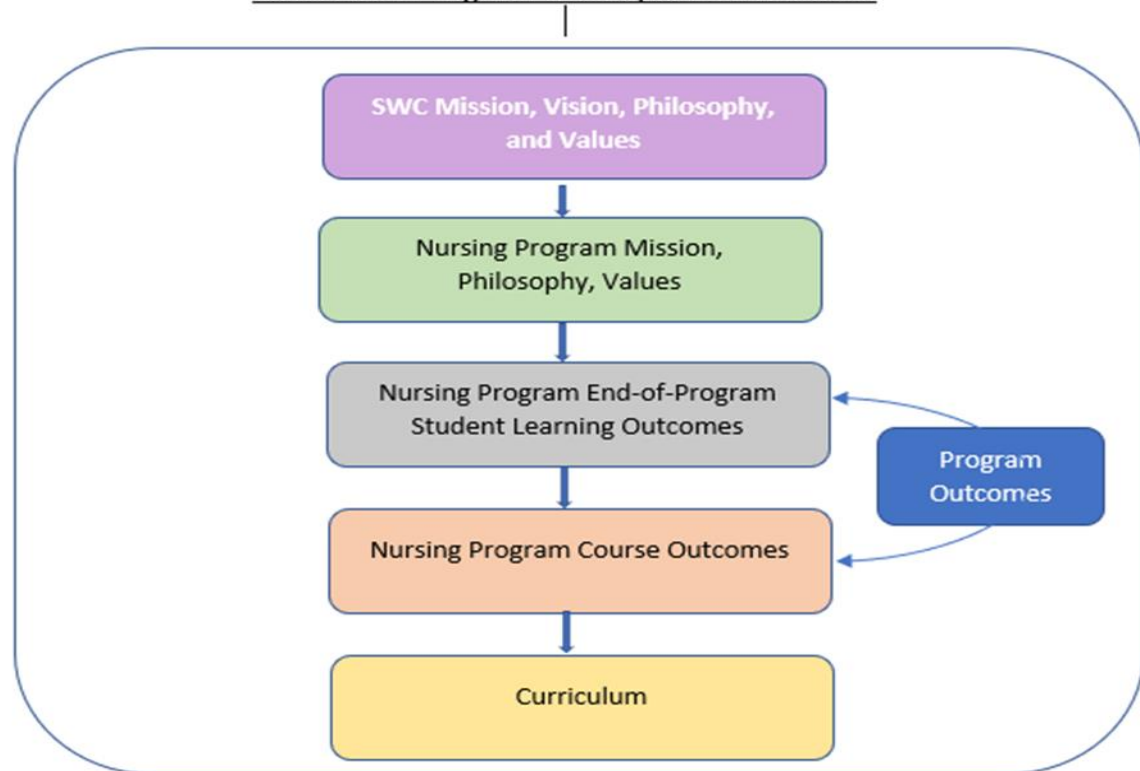 SWC Mission, Vision, Philosophy,
and Values
Nursing Program Mission,
Philosophy, Values
Nursing Program End-of-Program
Student Learning Outcomes
Program
Outcomes
Nursing Program Course Outcomes
Curriculum